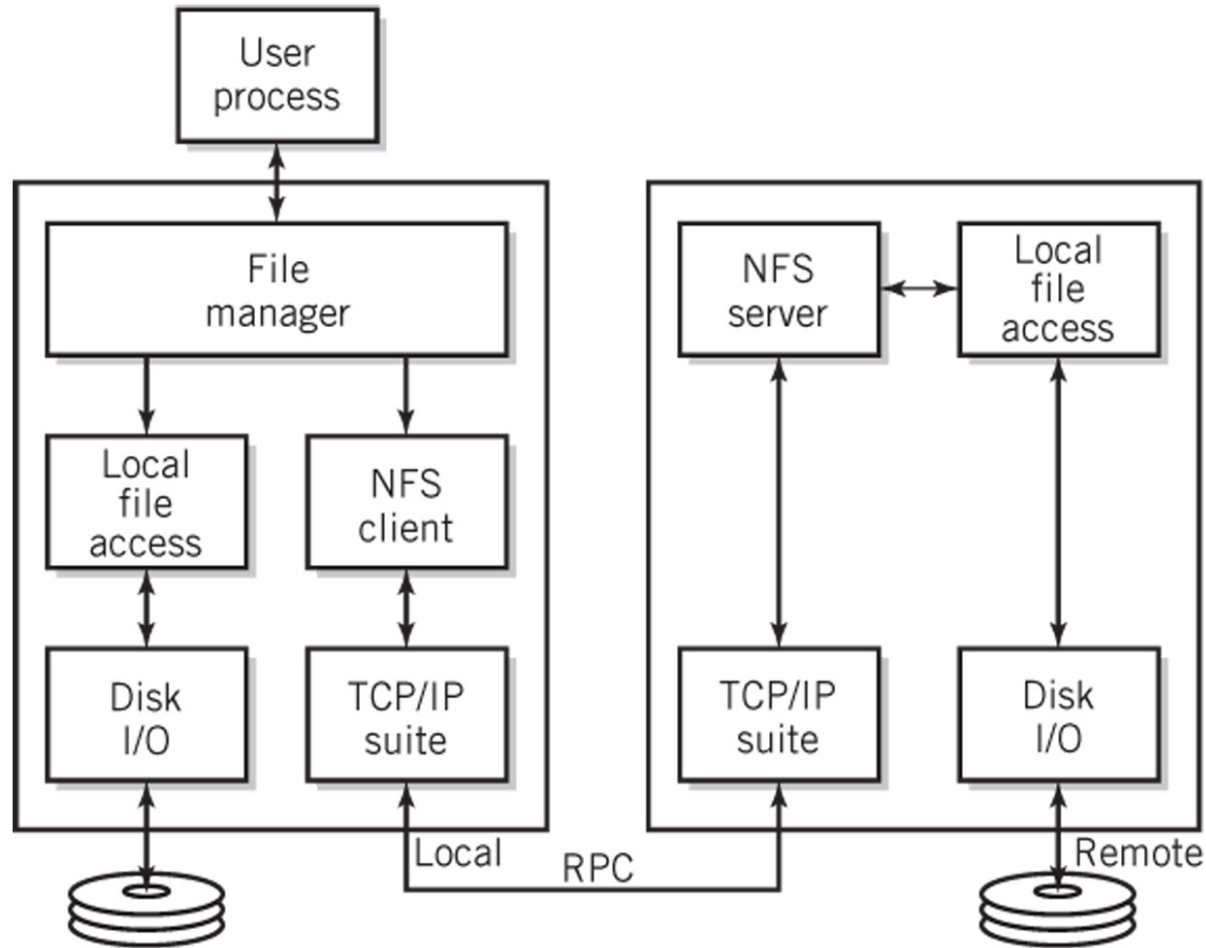 User
process
File
manager
NFS
server
Local
file
access
Local
file
access
NFS
client
Disk
I/O
TCP/IP
suite
TCP/IP
suite
Disk
I/O
Local
RPC
Remote